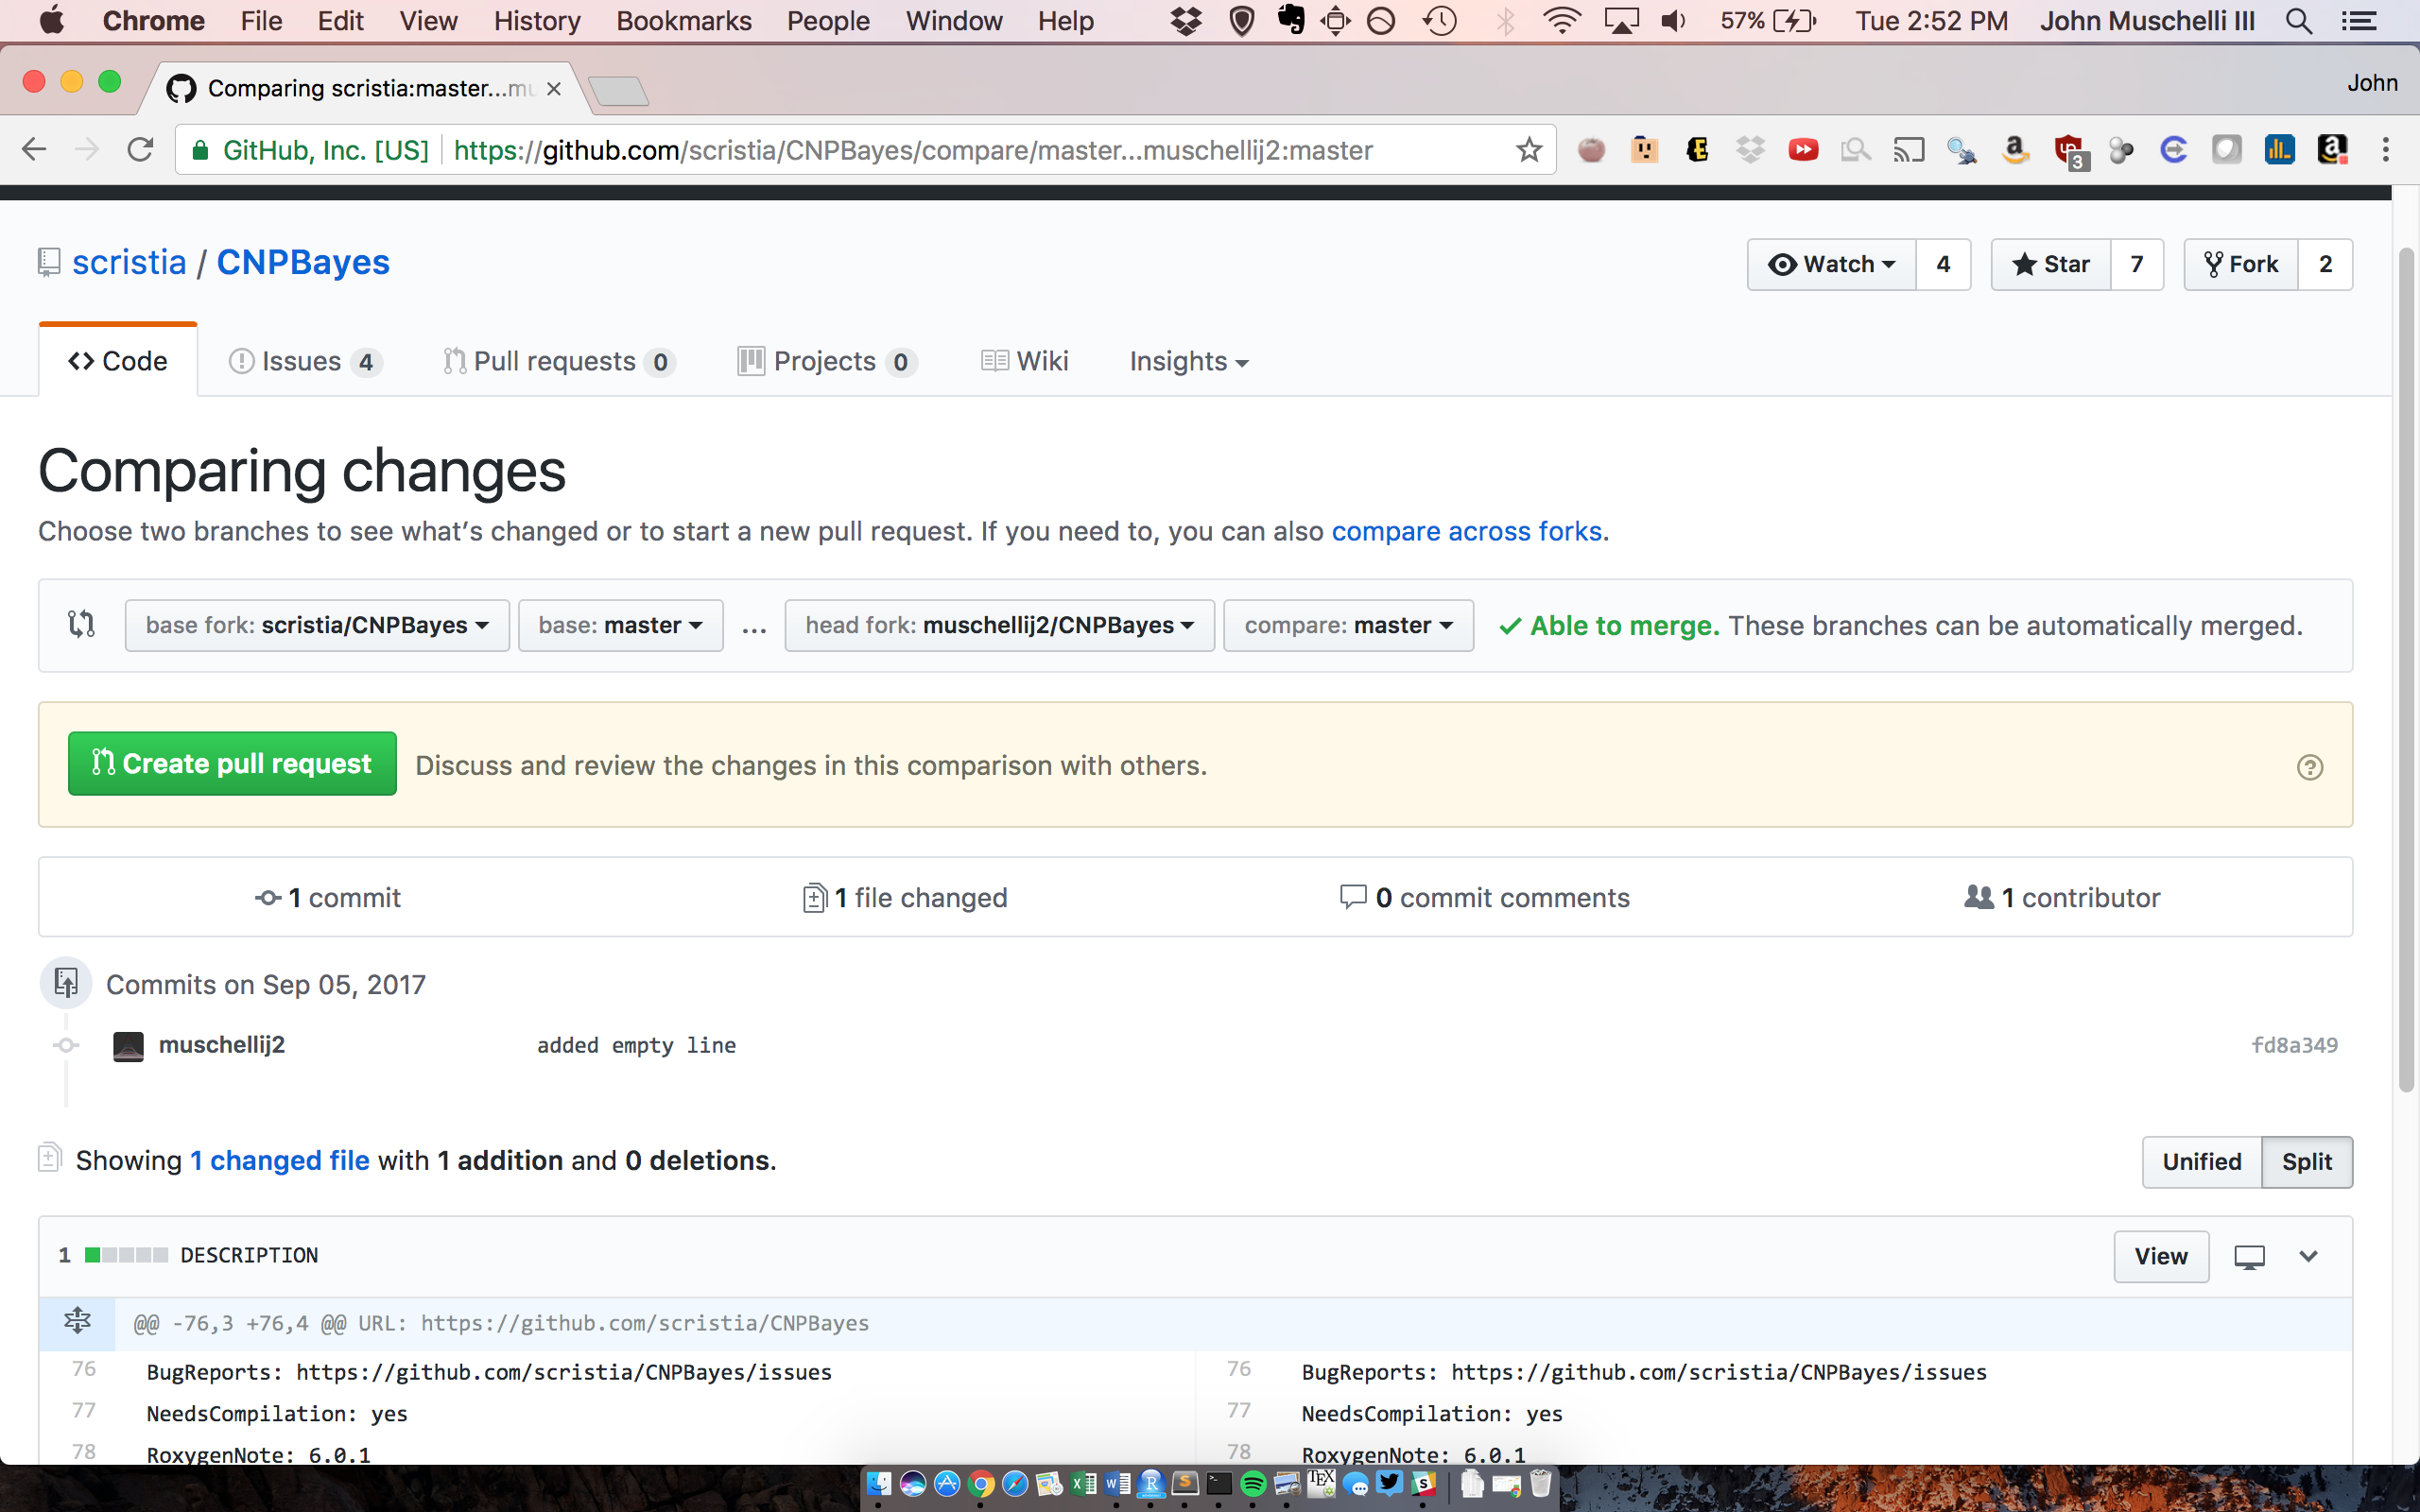 Chrome File Edit View History Bookmarks People Window Help 57% Tue 2:52 PM John Muschelli III
Comparing scristia:master...mu John
GitHub, Inc. [US] https://github.com/scristia/CNPBayes/compare/master...muschellij2:master 3
scristia / CNPBayes Watch 4 Star 7 Fork 2
Code Issues 4 Pull requests 0 Projects 0 Wiki Insights
Comparing changes
Choose two branches to see what’s changed or to start a new pull request. If you need to, you can also compare across forks.
base fork: scristia/CNPBayes base: master ... head fork: muschellij2/CNPBayes compare: master Able to merge. These branches can be automatically merged.
Create pull request Discuss and review the changes in this comparison with others.
1 commit 1 file changed 0 commit comments 1 contributor
Commits on Sep 05, 2017
muschellij2 added empty line fd8a349
Showing 1 changed file with 1 addition and 0 deletions. Unified Split
1 DESCRIPTION View
@@ -76,3 +76,4 @@ URL: https://github.com/scristia/CNPBayes
76 BugReports: https://github.com/scristia/CNPBayes/issues 76 BugReports: https://github.com/scristia/CNPBayes/issues
77 NeedsCompilation: yes 77 NeedsCompilation: yes
78 RoxygenNote: 6.0.1 78 RoxygenNote: 6.0.1